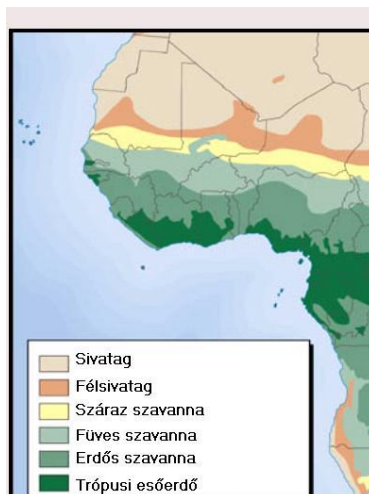 Sivatag
Félsivatag
Száraz szavanna
Füves szavanna
Erdős szavanna
Trópusi esőerdő